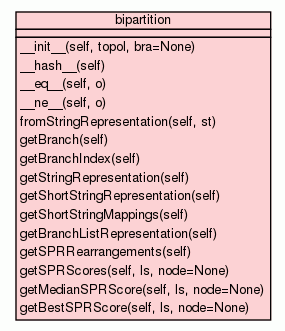 bipartition
__init__(self, topol, bra=None)
__hash__(self)
__eq__(self, o)
__ne__(self, o)
fromStringRepresentation(self, st)
getBranch(self)
getBranchIndex(self)
getStringRepresentation(self)
getShortStringRepresentation(self)
getShortStringMappings(self)
getBranchListRepresentation(self)
getSPRRearrangements(self)
getSPRScores(self, ls, node=None)
getMedianSPRScore(self, ls, node=None)
getBestSPRScore(self, ls, node=None)